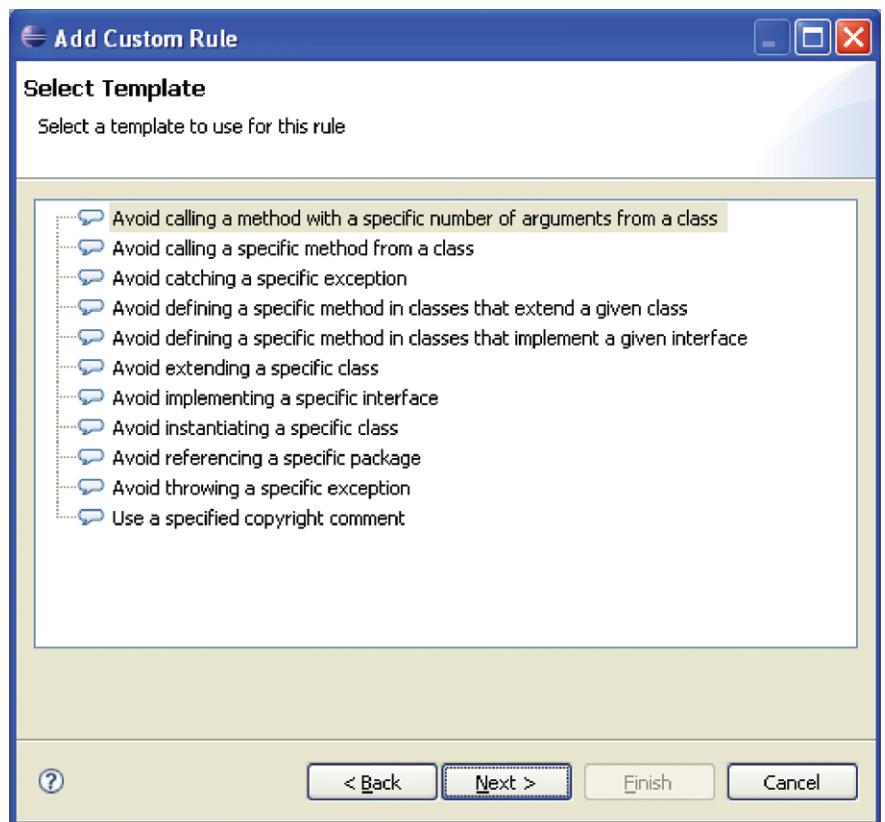 Add Custom Rule
Select Template
Select a template to use for this rule
Avoid calling a method with a specific number of arguments from a class
Avoid calling a specific method from a class
Avoid catching a specific exception
Avoid defining a specific method in classes that extend a given class
Avoid defining a specific method in classes that implement a given interface
Avoid extending a specific class
Avoid implementing a specific interface
Avoid instantiating a specific class
Avoid referencing a specific package
Avoid throwing a specific exception
Use a specified copyright comment
? < Back Next > Finish Cancel